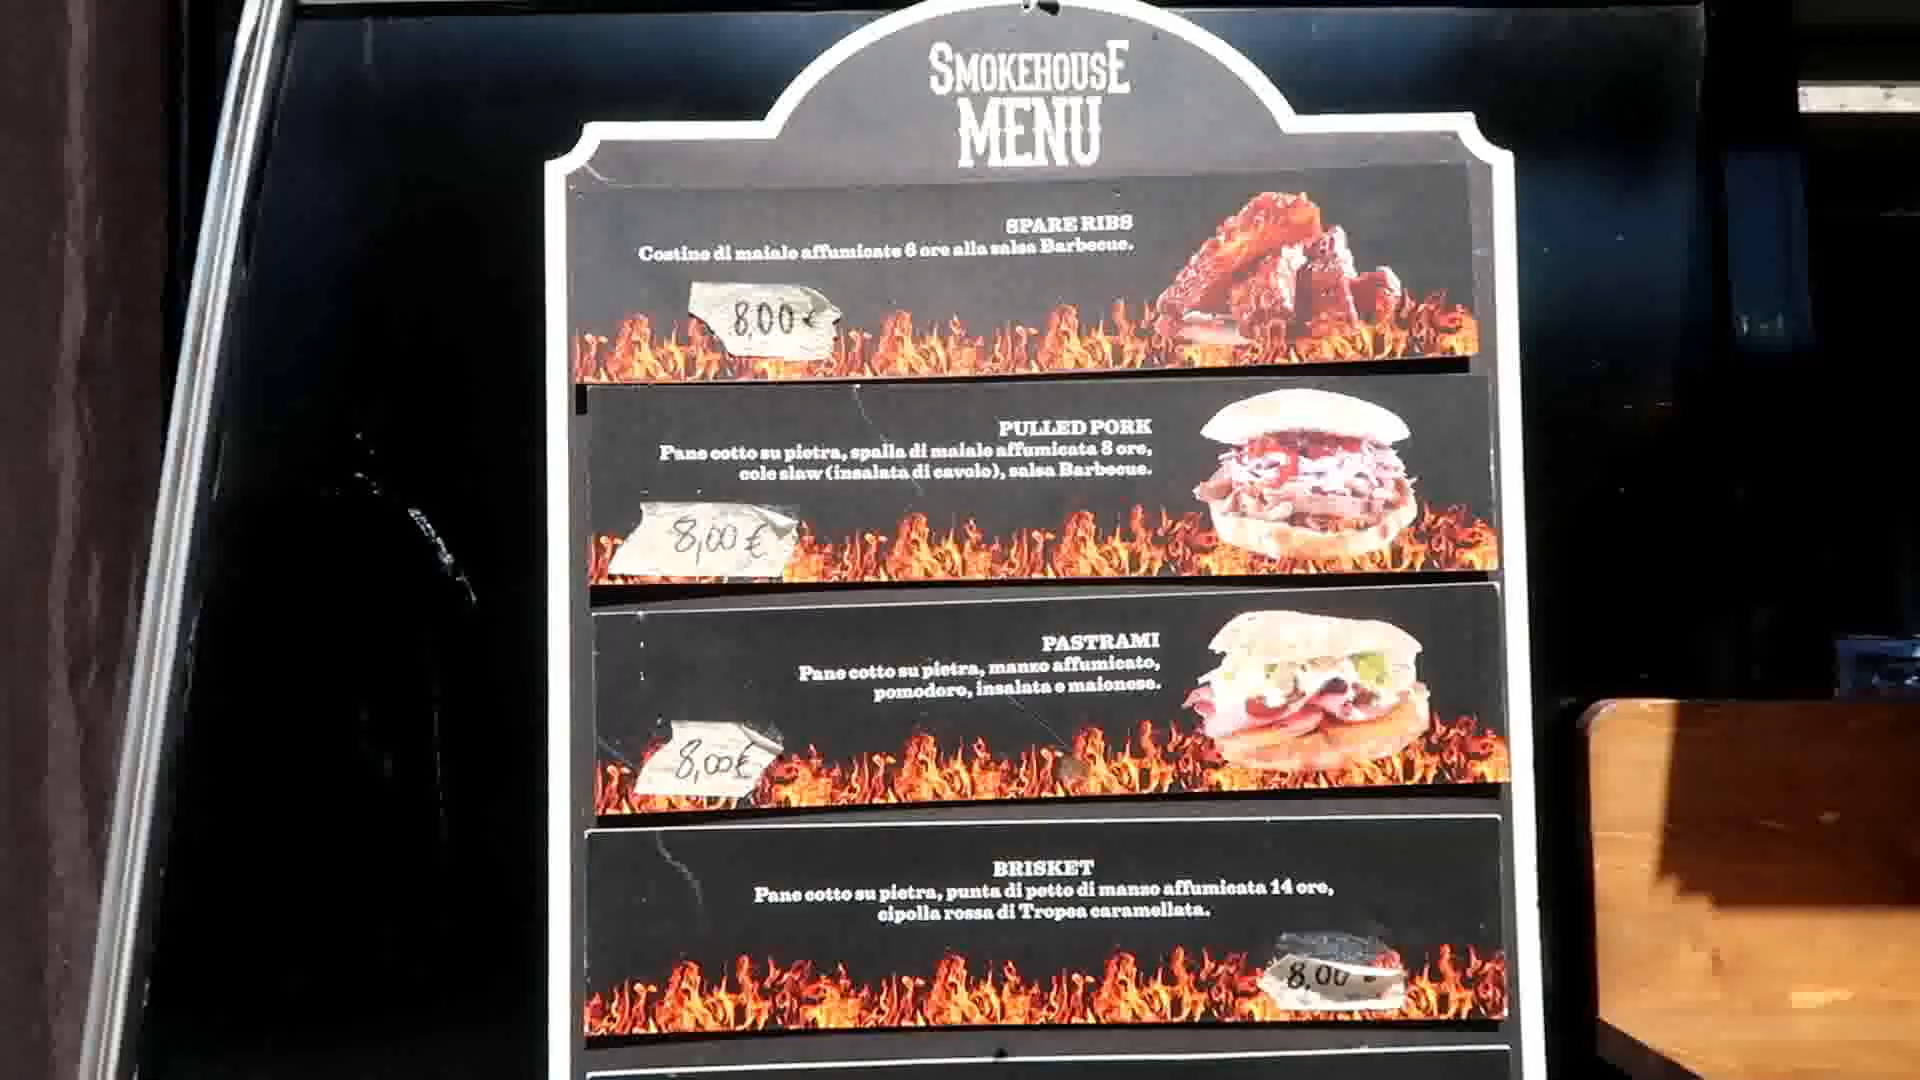 SMOKEHOUSE
MENU
SPARE RIBS
Costine di maiale affumicate 6 ore alla salsa Barbecue.
8,00 €
PULLED PORK
Pane cotto su pietra, spalla di maiale affumicata 8 ore,
cole slaw (insalata di cavolo), salsa Barbecue.
8,00 €
PASTRAMI
Pane cotto su pietra, manzo affumicato,
pomodoro, insalata e maionese.
8,00 €
BRISKET
Pane cotto su pietra, punta di petto di manzo affumicata 14 ore,
cipolla rossa di Tropea caramellata.
8,00